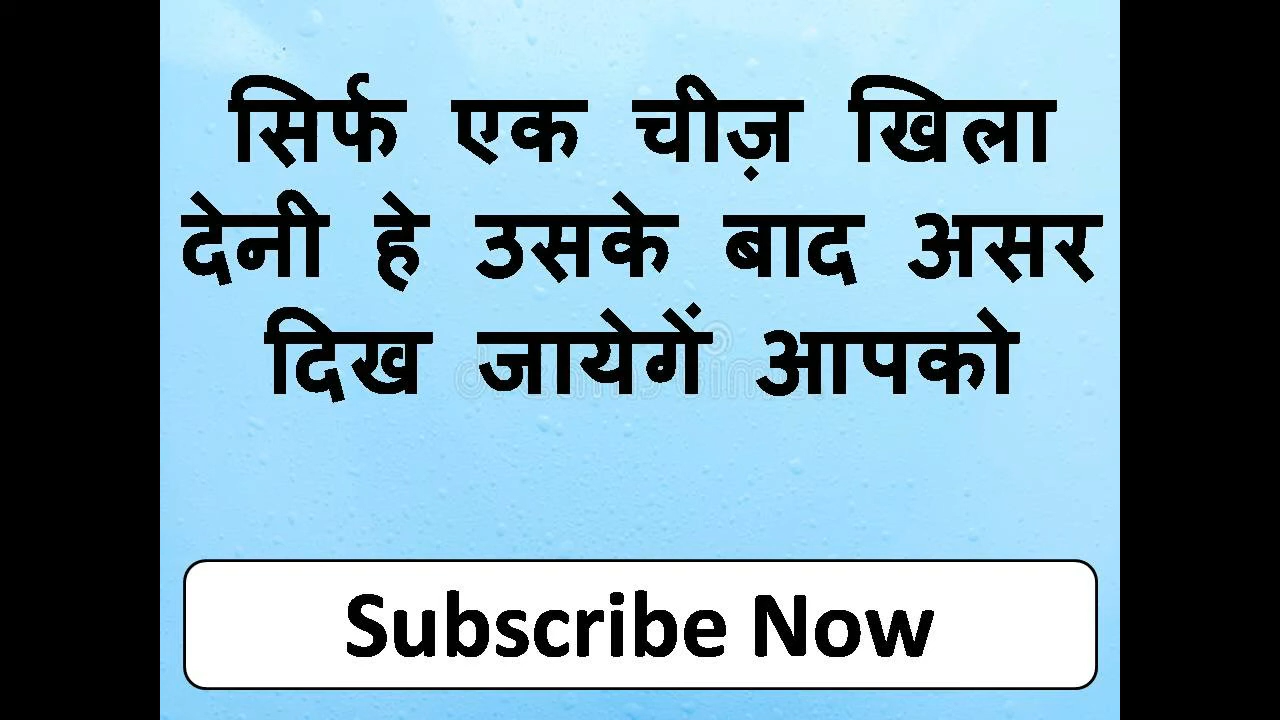 सिर्फ एक चीज़ खिला
देनी हे उसके बाद असर
दिख जायेगें आपको
Subscribe Now